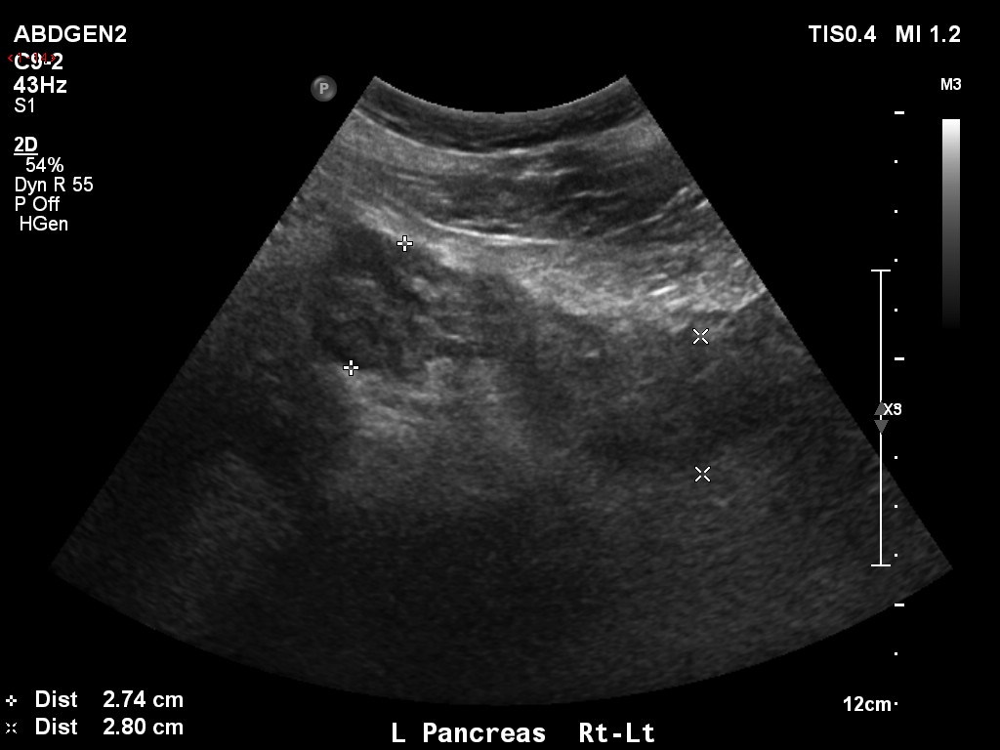 ABDGEN2
TIS0.4 MI 1.2
C9-2
43Hz
S1
2D
54%
Dyn R 55
P Off
HGen
P
M3
12cm
Dist 2.74 cm
Dist 2.80 cm
L Pancreas Rt-Lt